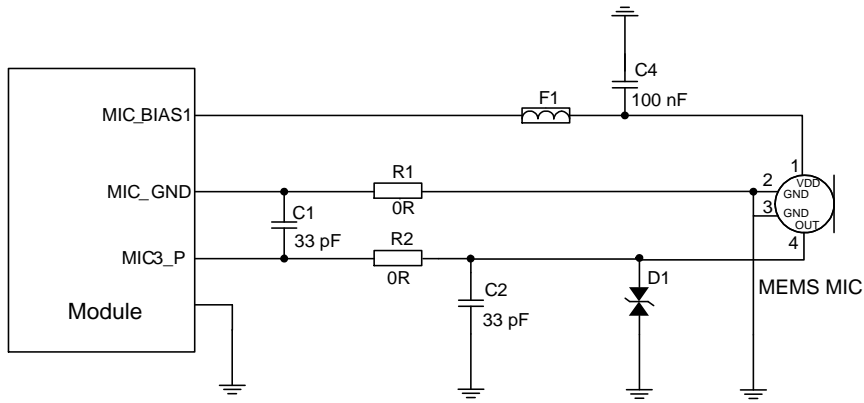 C4
100 nF
F1
MIC_BIAS1
1
VDD
R1
2
GND
MIC_GND
0R
C1
33 pF
3
GND
OUT
R2
4
MIC3_P
0R
D1
MEMS MIC
C2
33 pF
Module